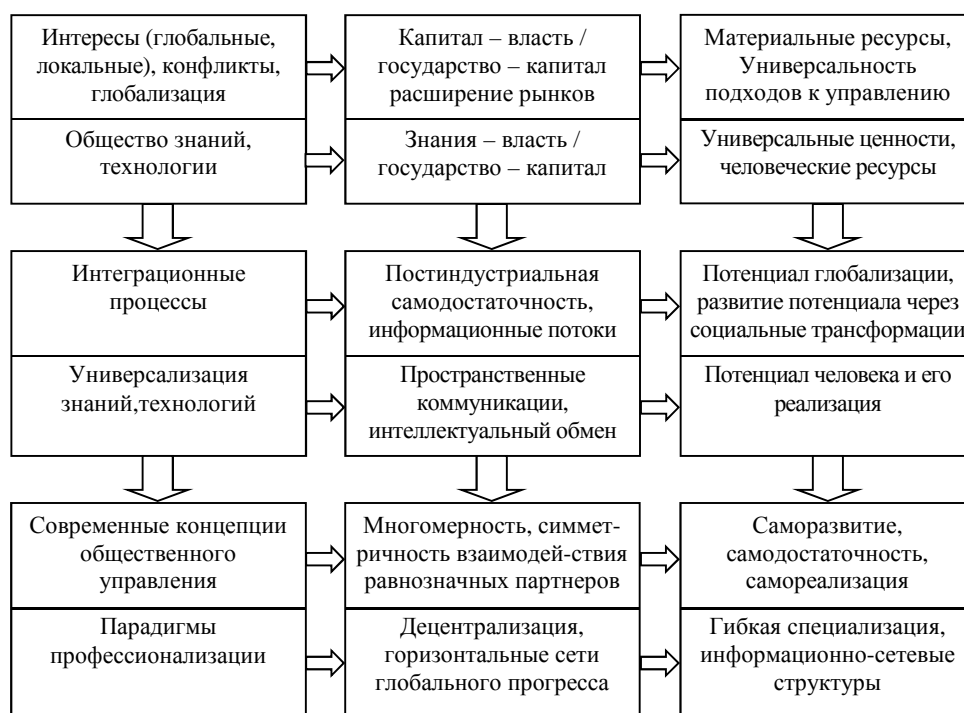 Интересы (глобальные,
локальные), конфликты,
глобализация
Капитал – власть /
государство – капитал
расширение рынков
Материальные ресурсы,
Универсальность
подходов к управлению
Общество знаний,
технологии
Знания – власть /
государство – капитал
Универсальные ценности,
человеческие ресурсы
Интеграционные
процессы
Постиндустриальная
самодостаточность,
информационные потоки
Потенциал глобализации,
развитие потенциала через
социальные трансформации
Универсализация
знаний,технологий
Пространственные
коммуникации,
интеллектуальный обмен
Потенциал человека и его
реализация
Современные концепции
общественного
управления
Многомерность, симмет-
ричность взаимодей-ствия
равнозначных партнеров
Саморазвитие,
самодостаточность,
самореализация
Парадигмы
профессионализации
Децентрализация,
горизонтальные сети
глобального прогресса
Гибкая специализация,
информационно-сетевые
структуры